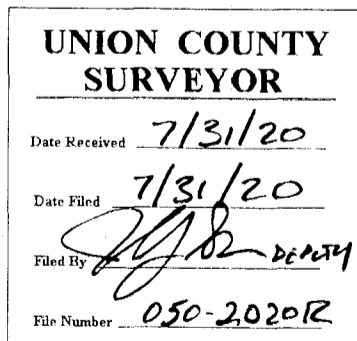 UNION COUNTY
SURVEYOR
Date Received 7/31/20
Date Filed 7/31/20
Filed By DEPUTY
File Number 050-2020R